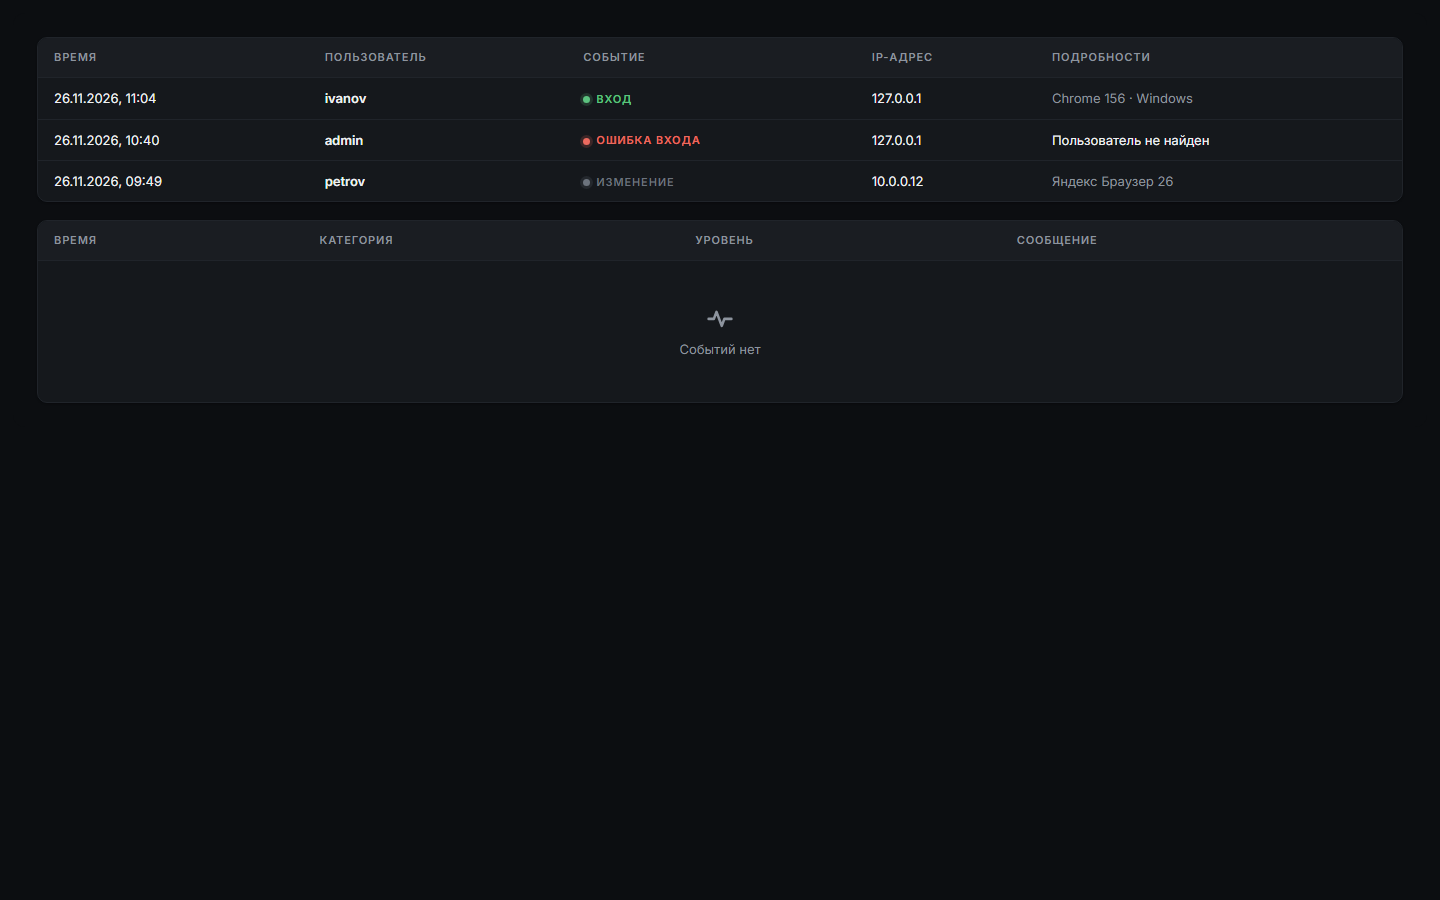 ВРЕМЯ ПОЛЬЗОВАТЕЛЬ СОБЫТИЕ IP-АДРЕС ПОДРОБНОСТИ
26.11.2026, 11:04 ivanov ВХОД 127.0.0.1 Chrome 156 · Windows
26.11.2026, 10:40 admin ОШИБКА ВХОДА 127.0.0.1 Пользователь не найден
26.11.2026, 09:49 petrov ИЗМЕНЕНИЕ 10.0.0.12 Яндекс Браузер 26
ВРЕМЯ КАТЕГОРИЯ УРОВЕНЬ СООБЩЕНИЕ
Событий нет